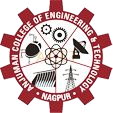 ANJUMAN COLLEGE OF ENGINEERING & TECHNOLOGY
NAGPUR